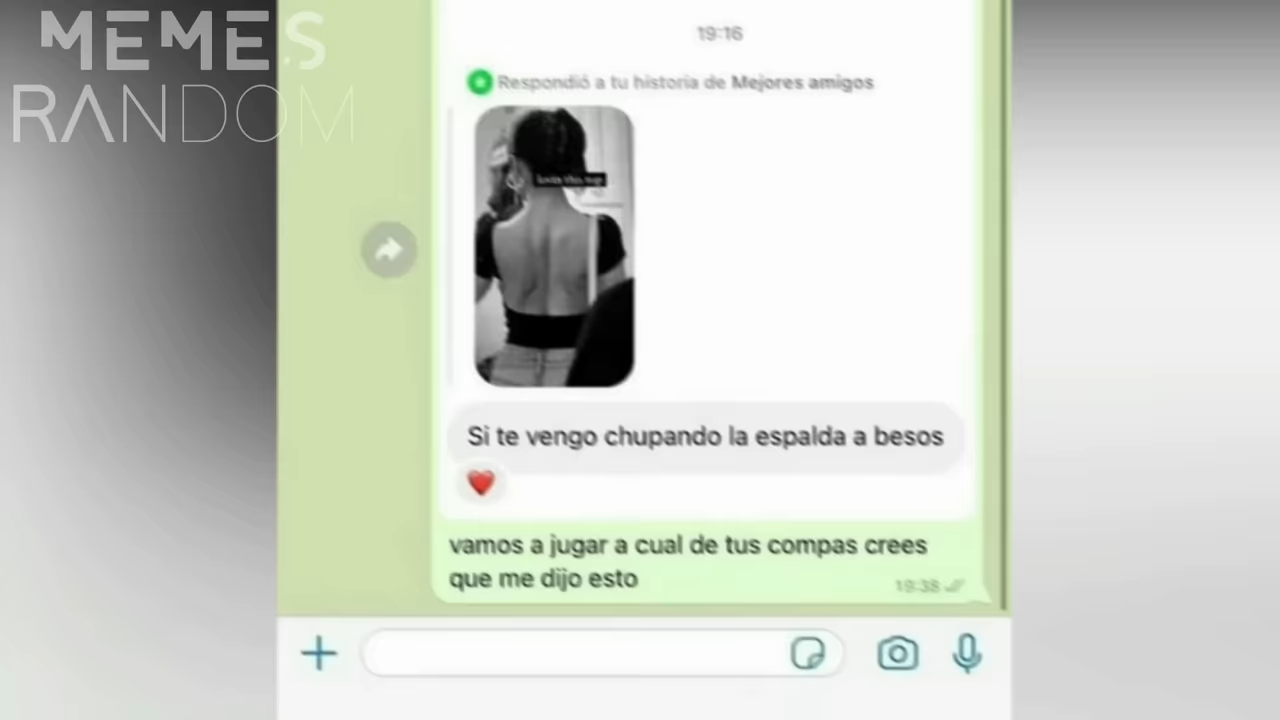 MEMES
RANDOM
19:16
Respondió a tu historia de Mejores amigos
Si te vengo chupando la espalda a besos
vamos a jugar a cual de tus compas crees
que me dijo esto
19:38